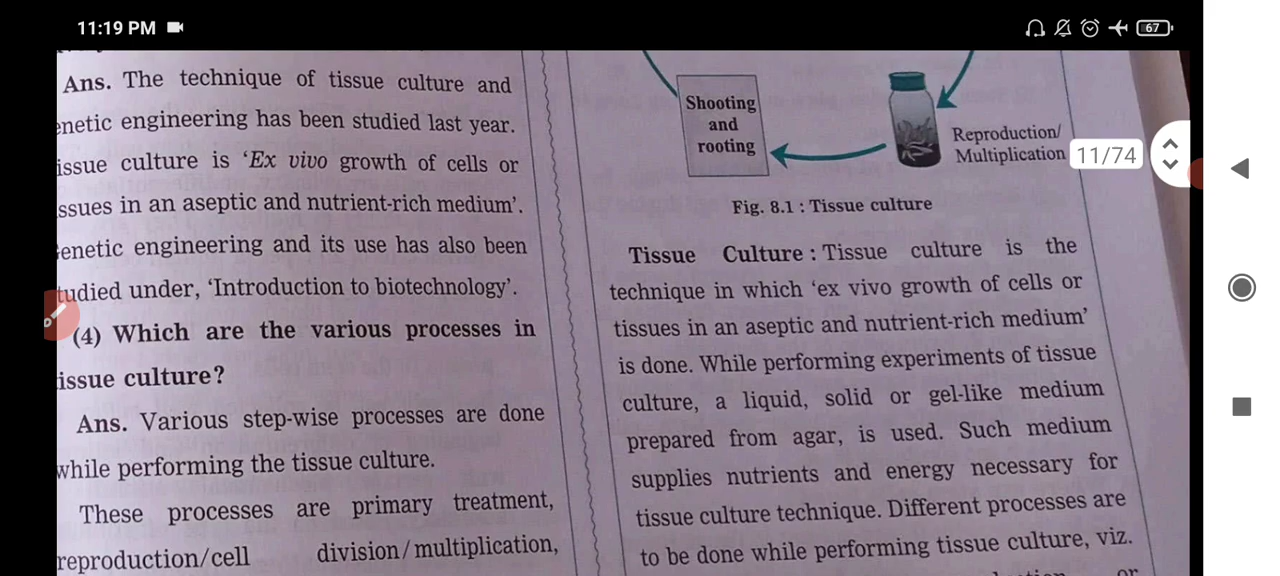 11:19 PM
67
Ans. The technique of tissue culture and
enetic engineering has been studied last year.
issue culture is ‘Ex vivo growth of cells or
ssues in an aseptic and nutrient-rich medium’.
enetic engineering and its use has also been
tudied under, ‘Introduction to biotechnology’.
(4) Which are the various processes in
issue culture?
Ans. Various step-wise processes are done
while performing the tissue culture.
These processes are primary treatment,
reproduction/cell division/multiplication,
Shooting
and
rooting
Reproduction/
Multiplication
11/74
Fig. 8.1 : Tissue culture
Tissue Culture : Tissue culture is the
technique in which ‘ex vivo growth of cells or
tissues in an aseptic and nutrient-rich medium’
is done. While performing experiments of tissue
culture, a liquid, solid or gel-like medium
prepared from agar, is used. Such medium
supplies nutrients and energy necessary for
tissue culture technique. Different processes are
to be done while performing tissue culture, viz.
or